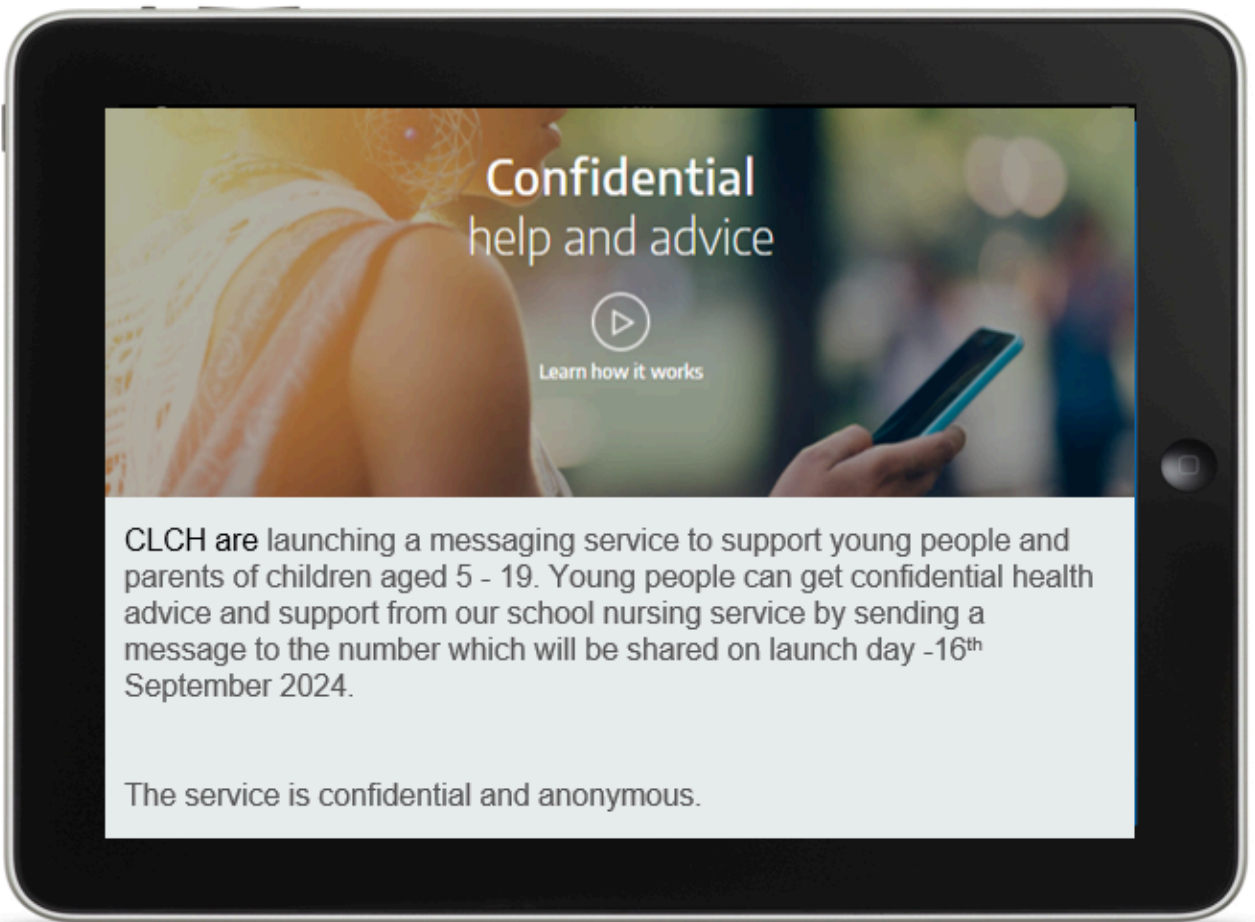 Confidential
help and advice
Learn how it works
CLCH are launching a messaging service to support young people and
parents of children aged 5 - 19. Young people can get confidential health
advice and support from our school nursing service by sending a
message to the number which will be shared on launch day -16th
September 2024.
The service is confidential and anonymous.